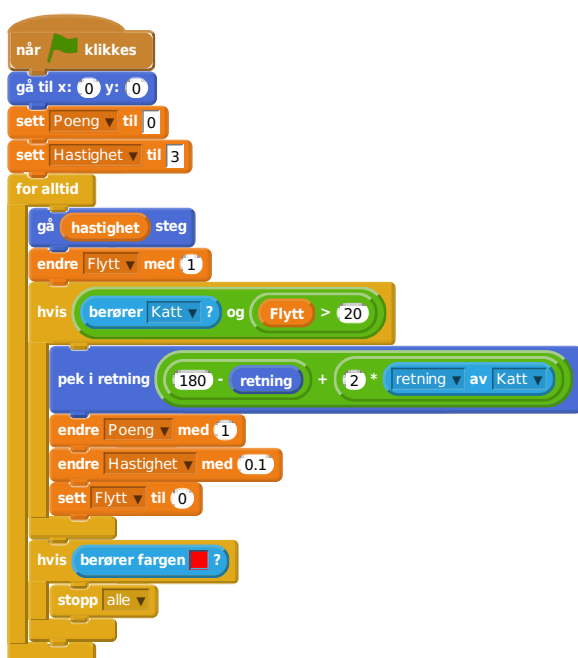 når klikkes
gå til x: 0 y: 0
sett Poeng til 0
sett Hastighet til 3
for alltid
gå hastighet steg
endre Flytt med 1
hvis berører Katt ? og Flytt > 20
pek i retning 180 - retning + 2 * retning av Katt
endre Poeng med 1
endre Hastighet med 0.1
sett Flytt til 0
hvis berører fargen ?
stopp alle